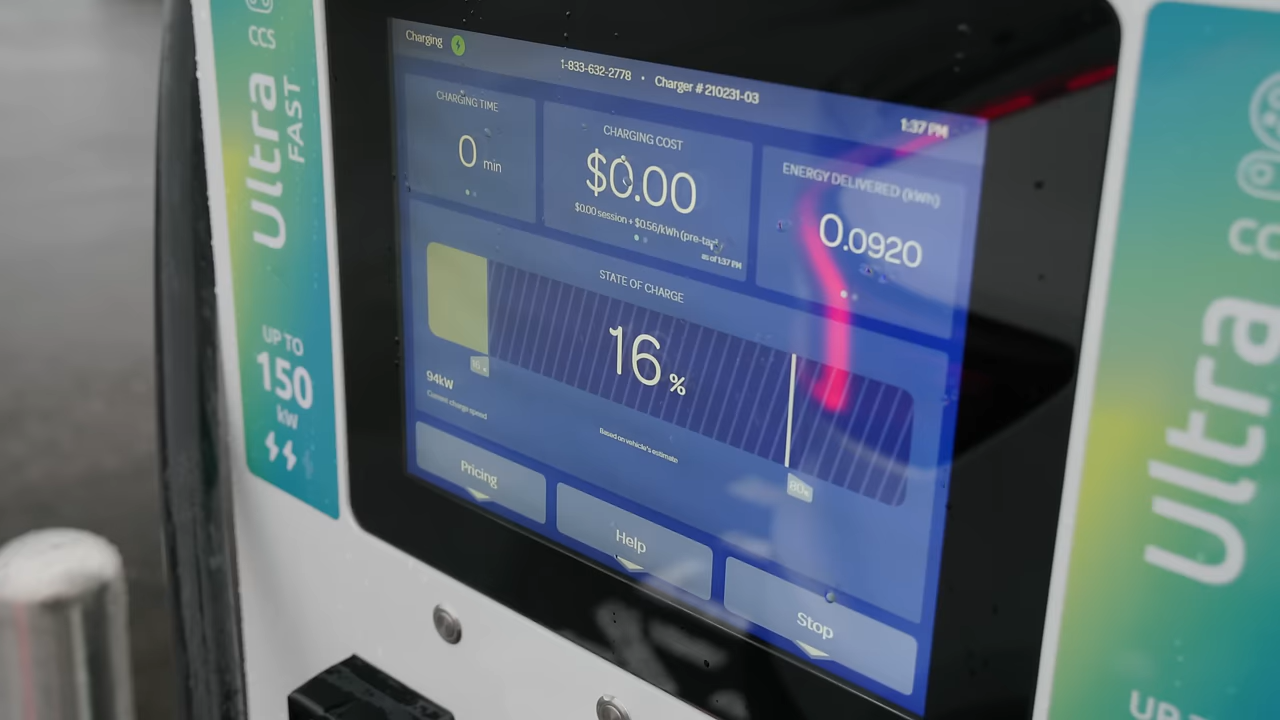 Ultra FAST
UP TO
150
kW
Charging
1-833-632-2778 • Charger # 210231-03
1:37 PM
CHARGING TIME
0 min
CHARGING COST
$0.00
$0.00 session + $0.56/kWh (pre-tax)
as of 1:37 PM
ENERGY DELIVERED (kWh)
0.0920
STATE OF CHARGE
16%
94kW
Current charge speed
Based on vehicle's estimate
80%
Pricing
Help
Stop
Ultra
UP